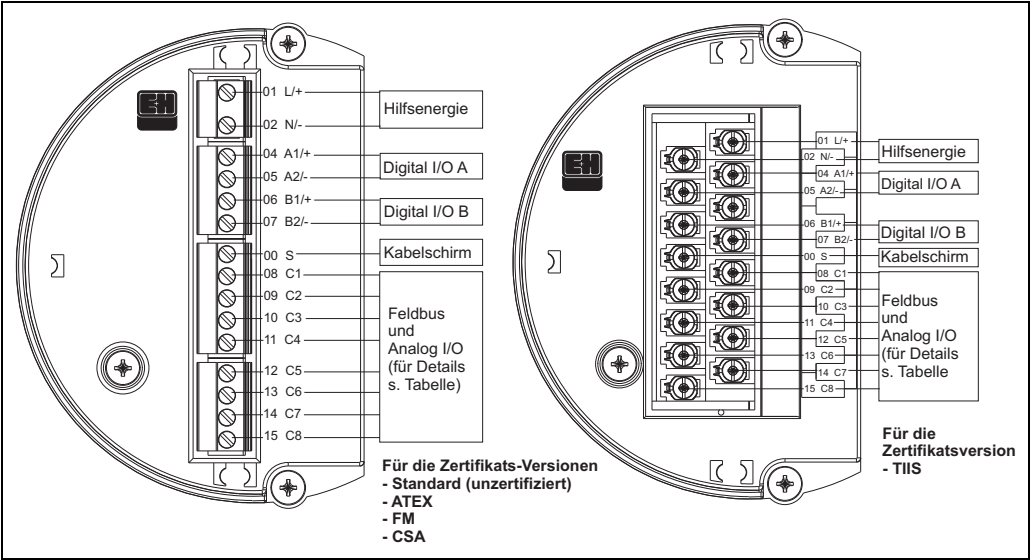 E+H
01 L/+
02 N/-
Hilfsenergie
04 A1/+
05 A2/-
Digital I/O A
06 B1/+
07 B2/-
Digital I/O B
00 S
Kabelschirm
08 C1
09 C2
10 C3
11 C4
12 C5
13 C6
14 C7
15 C8
Feldbus
und
Analog I/O
(für Details
s. Tabelle)
Für die Zertifikats-Versionen
- Standard (unzertifiziert)
- ATEX
- FM
- CSA
E+H
01 L/+
02 N/-
Hilfsenergie
04 A1/+
05 A2/-
Digital I/O A
06 B1/+
07 B2/-
Digital I/O B
00 S
Kabelschirm
08 C1
09 C2
10 C3
11 C4
12 C5
13 C6
14 C7
15 C8
Feldbus
und
Analog I/O
(für Details
s. Tabelle
Für die
Zertifikatsversion
- TIIS